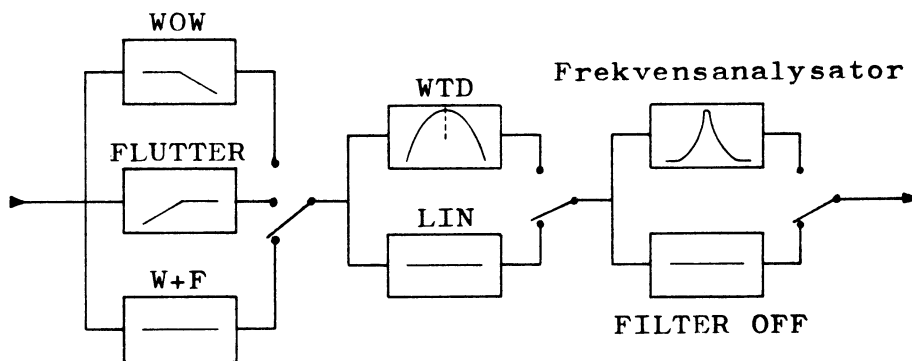 WOW
FLUTTER
W+F
WTD
LIN
Frekvensanalysator
FILTER OFF